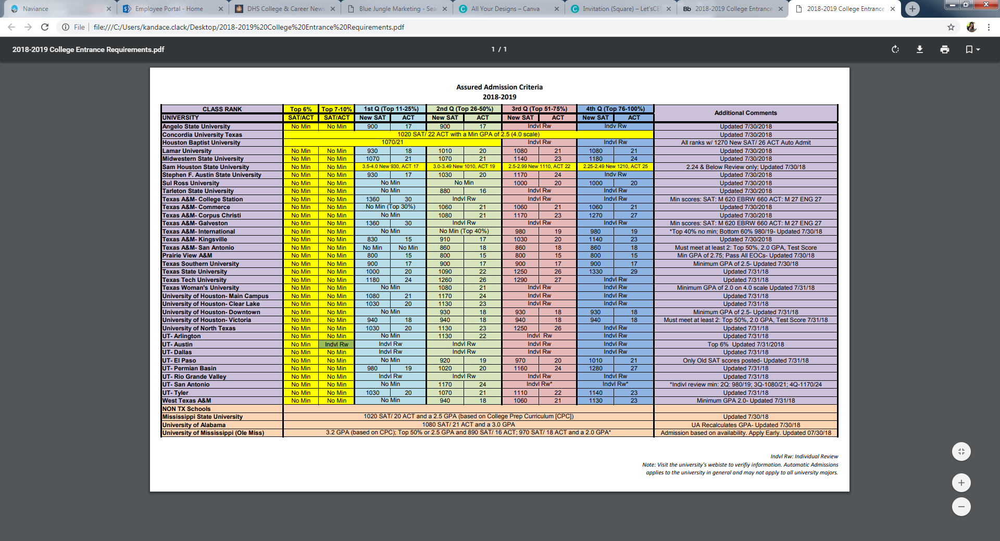 Naviance
Employee Portal - Home
DHS College & Career News
Blue Jungle Marketing - Sea
All Your Designs – Canva
Invitation (Square) – Let'sCE
Bb 2018-2019 College Entrance
2018-2019 College Entrance
File file:///C:/Users/kandace.clack/Desktop/2018-2019%20College%20Entrance%20Requirements.pdf
2018-2019 College Entrance Requirements.pdf 1 / 1
Assured Admission Criteria
2018-2019
CLASS RANK Top 6% Top 7-10% 1st Q (Top 11-25%) 2nd Q (Top 26-50%) 3rd Q (Top 51-75%) 4th Q (Top 76-100%) Additional Comments
UNIVERSITY SAT/ACT SAT/ACT New SAT ACT New SAT ACT New SAT ACT New SAT ACT
Angelo State University No Min No Min 900 17 900 17 Indvl Rw Indv Rw Updated 7/30/2018
Concordia University Texas 1020 SAT/ 22 ACT with a Min GPA of 2.5 (4.0 scale) Updated 7/30/2018
Houston Baptist University 1070/21 Indvl Rw Indvl Rw All ranks w/ 1270 New SAT/ 26 ACT Auto Admit
Lamar University No Min No Min 930 18 1010 20 1080 21 1080 21 Updated 7/30/2018
Midwestern State University No Min No Min 1070 21 1070 21 1140 23 1180 24 Updated 7/30/2018
Sam Houston State University No Min No Min 3.5-4.0 New 930, ACT 17 3.0-3.49 New 1010, ACT 19 2.5-2.99 New 1110, ACT 22 2.25-2.49 New 1210, ACT 25 2.24 & Below Review only; Updated 7/30/18
Stephen F. Austin State University No Min No Min 930 17 1030 20 1170 24 Indv Rw Updated 7/30/2018
Sul Ross University No Min No Min No Min No Min 1000 20 1000 20 Updated 7/30/2018
Tarleton State University No Min No Min No Min 880 16 Indvl Rw Indvl Rw Updated 7/30/2018
Texas A&M- College Station No Min No Min 1360 30 Indvl Rw Indvl Rw Indvl Rw Min scores: SAT: M 620 EBRW 660 ACT: M 27 ENG 27
Texas A&M- Commerce No Min No Min No Min (Top 30%) 1060 21 1060 21 1060 21 Updated 7/30/2018
Texas A&M- Corpus Christi No Min No Min No Min 1080 21 1170 23 1270 27 Updated 7/30/2018
Texas A&M- Galveston No Min No Min 1360 30 Indvl Rw Indvl Rw Indvl Rw Min scores: SAT: M 620 EBRW 660 ACT: M 27 ENG 27
Texas A&M- International No Min No Min No Min No Min (Top 40%) 980 19 980 19 *Top 40% no min; Bottom 60% 980/19- Updated 7/30/18
Texas A&M- Kingsville No Min No Min 830 15 910 17 1030 20 1140 23 Updated 7/30/2018
Texas A&M- San Antonio No Min No Min No Min No Min 860 18 860 18 860 18 Must meet at least 2: Top 50%, 2.0 GPA, Test Score
Prairie View A&M No Min No Min 800 15 800 15 800 15 800 15 Min GPA of 2.75; Pass All EOCs- Updated 7/30/18
Texas Southern University No Min No Min 900 17 900 17 900 17 900 17 Minimum GPA of 2.5- Updated 7/30/18
Texas State University No Min No Min 1000 20 1090 22 1250 26 1330 29 Updated 7/31/18
Texas Tech University No Min No Min 1180 24 1260 26 1290 27 Indvl Rw Updated 7/31/18
Texas Woman's University No Min No Min No Min 1080 21 Indvl Rw Indvl Rw Minimum GPA of 2.0 on 4.0 scale Updated 7/31/18
University of Houston- Main Campus No Min No Min 1080 21 1170 24 Indvl Rw Indvl Rw Updated 7/31/18
University of Houston- Clear Lake No Min No Min 1030 20 1130 23 Indvl Rw Indvl Rw Updated 7/31/18
University of Houston- Downtown No Min No Min No Min 930 18 930 18 930 18 Minimum GPA of 2.5- Updated 7/31/18
University of Houston- Victoria No Min No Min 940 18 940 18 940 18 940 18 Must meet at least 2: Top 50%, 2.0 GPA, Test Score 7/31/18
University of North Texas No Min No Min 1030 20 1130 23 1250 26 Indvl Rw Updated 7/31/18
UT- Arlington No Min No Min No Min 1130 22 Indvl Rw Indvl Rw Updated 7/31/18
UT- Austin No Min Indvl Rw Indvl Rw Indvl Rw Indvl Rw Indvl Rw Top 6% Updated 7/31/2018
UT- Dallas No Min No Min Indvl Rw Indvl Rw Indvl Rw Indvl Rw Updated 7/31/18
UT- El Paso No Min No Min No Min 920 19 970 20 1010 21 Only Old SAT scores posted- Updated 7/31/18
UT- Permian Basin No Min No Min 980 19 1020 20 1160 24 1280 27 Updated 7/31/18
UT- Rio Grande Valley No Min No Min Indvl Rw Indvl Rw Indvl Rw Indvl Rw Updated 7/31/18
UT- San Antonio No Min No Min No Min 1170 24 Indvl Rw* Indvl Rw* *Indivl review min: 2Q: 980/19; 3Q-1080/21; 4Q-1170/24
UT- Tyler No Min No Min 1030 20 1070 21 1110 22 1140 23 Updated 7/31/18
West Texas A&M No Min No Min No Min 940 18 1060 21 1130 23 Minimum GPA 2.0- Updated 7/31/18
NON TX Schools
Mississippi State University 1020 SAT/ 20 ACT and a 2.5 GPA (based on College Prep Curriculum [CPC]) Updated 7/30/18
University of Alabama 1080 SAT/ 21 ACT and a 3.0 GPA UA Recalculates GPA- Updated 7/30/18
University of Mississippi (Ole Miss) 3.2 GPA (based on CPC); Top 50% or 2.5 GPA and 890 SAT/ 16 ACT; 970 SAT/ 18 ACT and a 2.0 GPA* Admission based on availability. Apply Early. Updated 07/30/18
Indvl Rw: Individual Review
Note: Visit the university's webiste to verifiy information. Automatic Admissions
applies to the university in general and may not apply to all university majors.